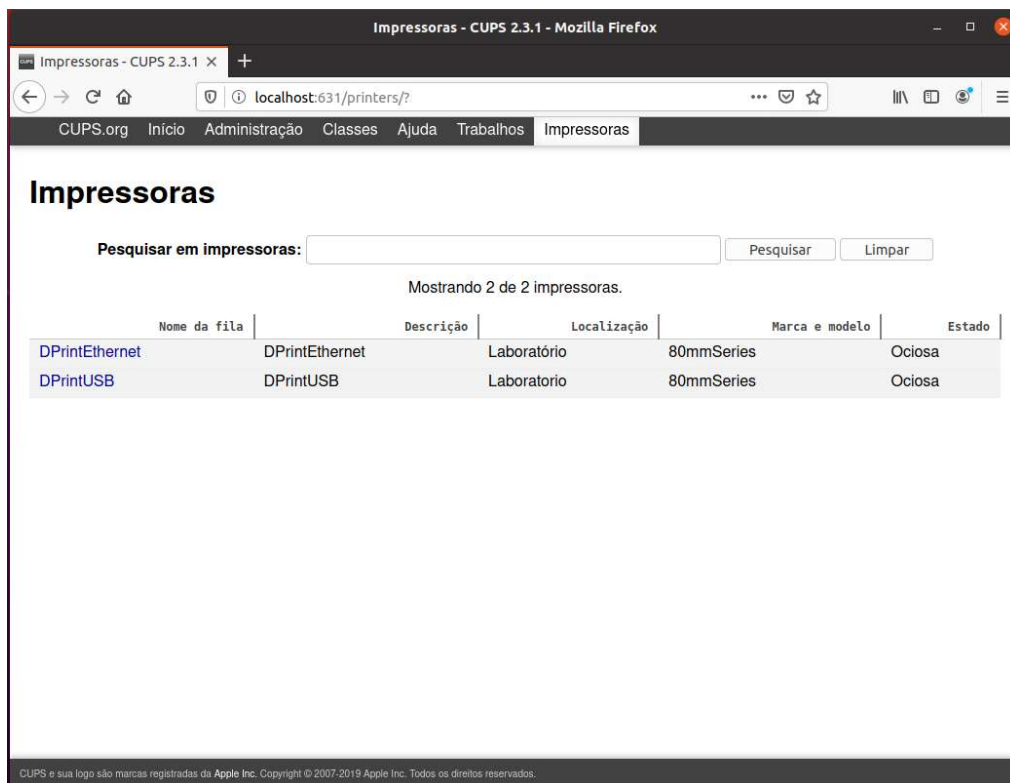 Impressoras - CUPS 2.3.1 - Mozilla Firefox
CUPS Impressoras - CUPS 2.3.1
localhost:631/printers/?
CUPS.org Início Administração Classes Ajuda Trabalhos Impressoras
Impressoras
Pesquisar em impressoras: Pesquisar Limpar
Mostrando 2 de 2 impressoras.
Nome da fila Descrição Localização Marca e modelo Estado
DPrintEthernet DPrintEthernet Laboratório 80mmSeries Ociosa
DPrintUSB DPrintUSB Laboratorio 80mmSeries Ociosa
CUPS e sua logo são marcas registradas da Apple Inc. Copyright © 2007-2019 Apple Inc. Todos os direitos reservados.